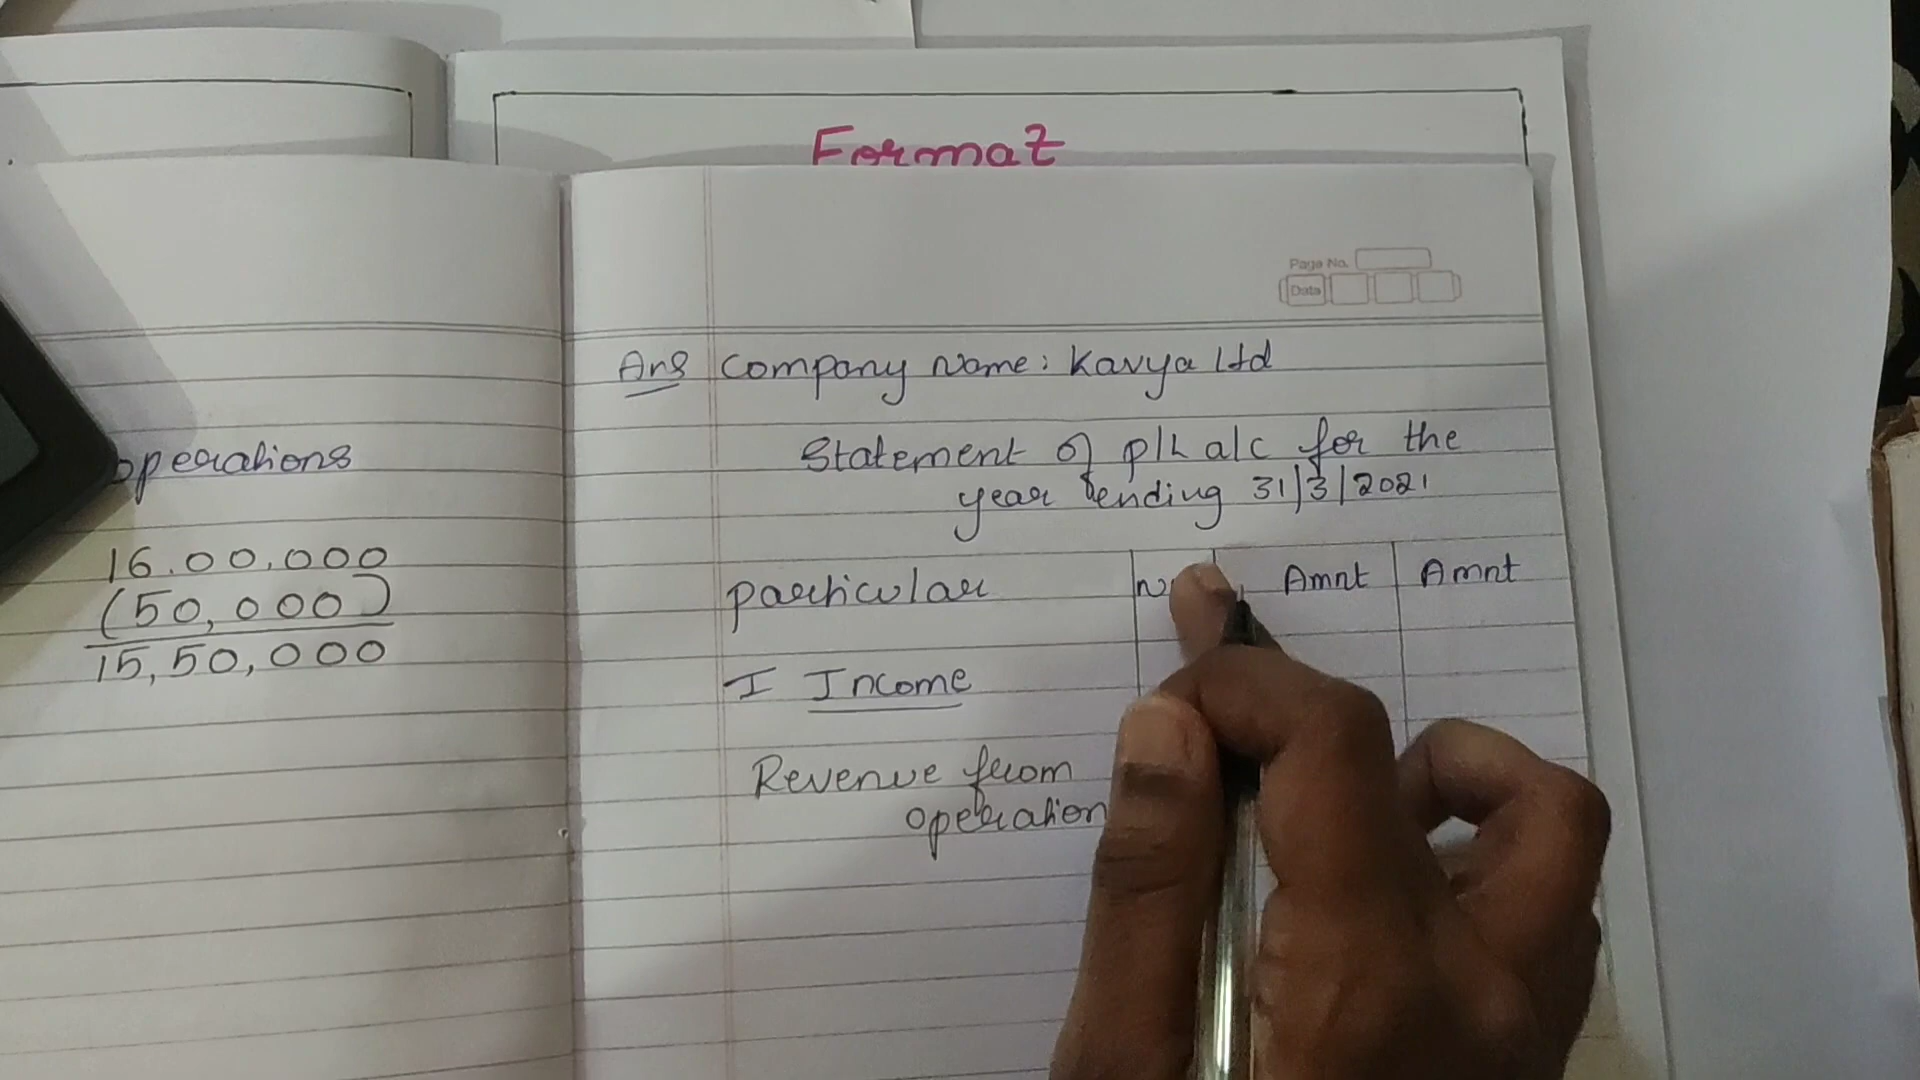 Format
Page No.
Date
operations
16.00,000
(50,000)
15,50,000
Ans Company Name: Kavya Ltd
Statement of P/L a/c for the
year ending 31/3/2021
Particular Amnt Amnt
I Income
Revenue from
operation